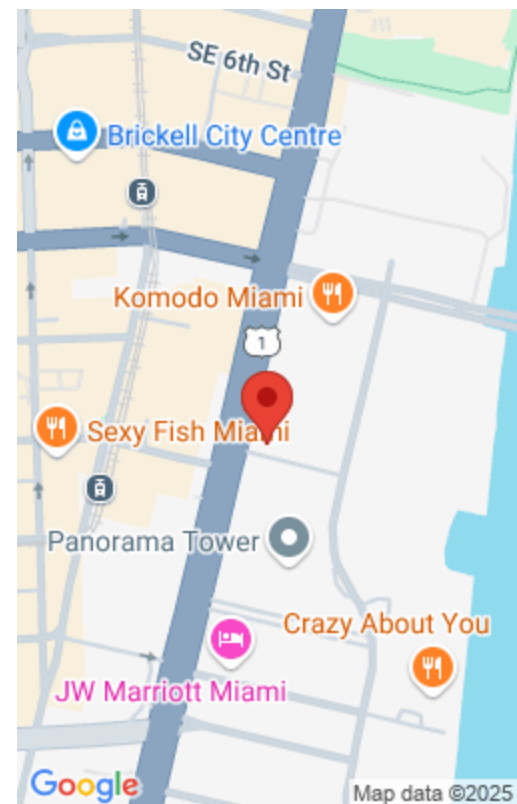 SE 6th St
Brickell City Centre
Komodo Miami
1
Sexy Fish Miami
Panorama Tower
Crazy About You
JW Marriott Miami
Google
Map data ©2025